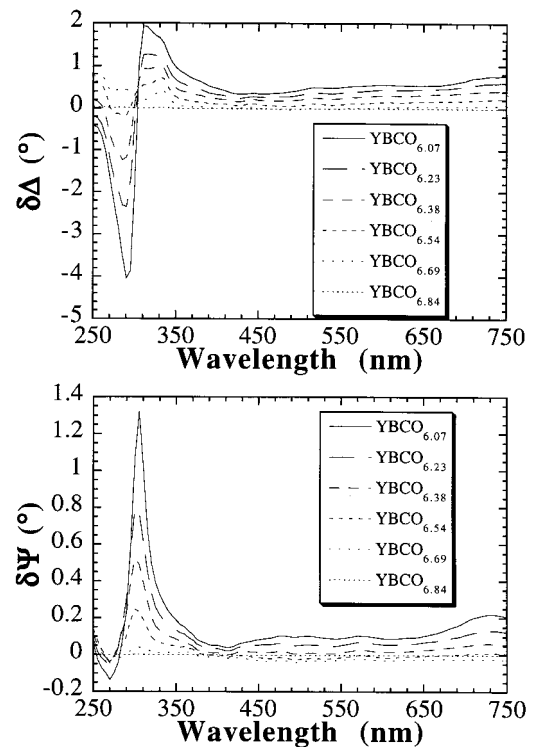 2
1
0
-1
-2
-3
-4
-5
δΔ (°)
YBCO6.07
YBCO6.23
YBCO6.38
YBCO6.54
YBCO6.69
YBCO6.84
250 350 450 550 650 750
Wavelength (nm)
1.4
1.2
1
0.8
0.6
0.4
0.2
0
-0.2
δΨ (°)
YBCO6.07
YBCO6.23
YBCO6.38
YBCO6.54
YBCO6.69
YBCO6.84
250 350 450 550 650 750
Wavelength (nm)